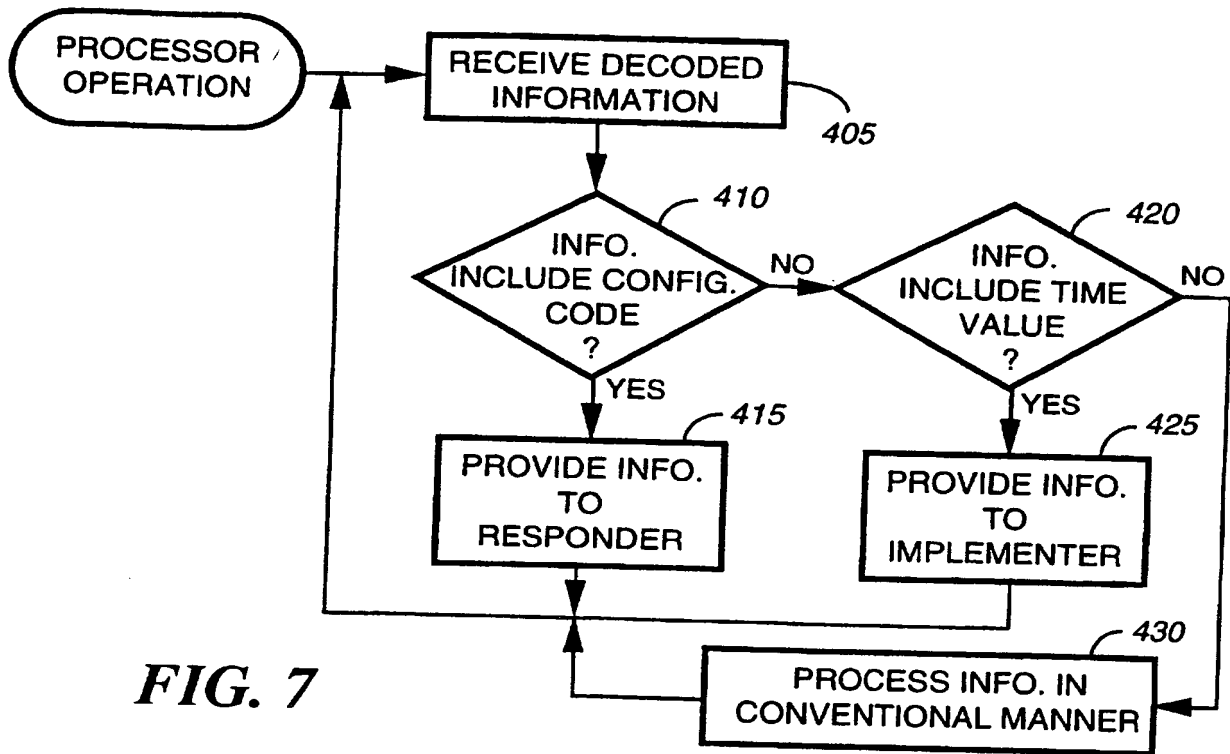 PROCESSOR
OPERATION
RECEIVE DECODED
INFORMATION
405
410
INFO.
INCLUDE CONFIG.
CODE
?
NO
YES
420
INFO.
INCLUDE TIME
VALUE
?
NO
YES
415
PROVIDE INFO.
TO
RESPONDER
425
PROVIDE INFO.
TO
IMPLEMENTER
430
PROCESS INFO. IN
CONVENTIONAL MANNER
FIG. 7